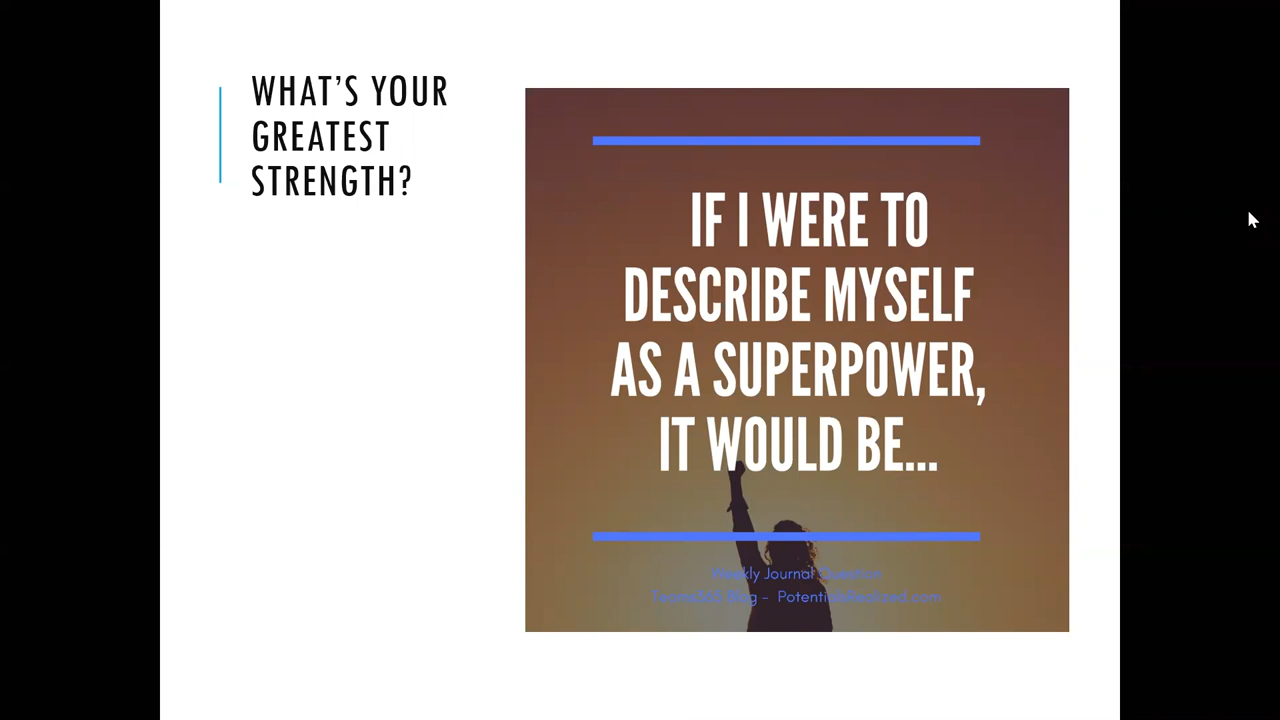 WHAT'S YOUR
GREATEST
STRENGTH?
IF I WERE TO
DESCRIBE MYSELF
AS A SUPERPOWER,
IT WOULD BE...
Weekly Journal Question
Teams365 Blog - PotentialsRealized.com